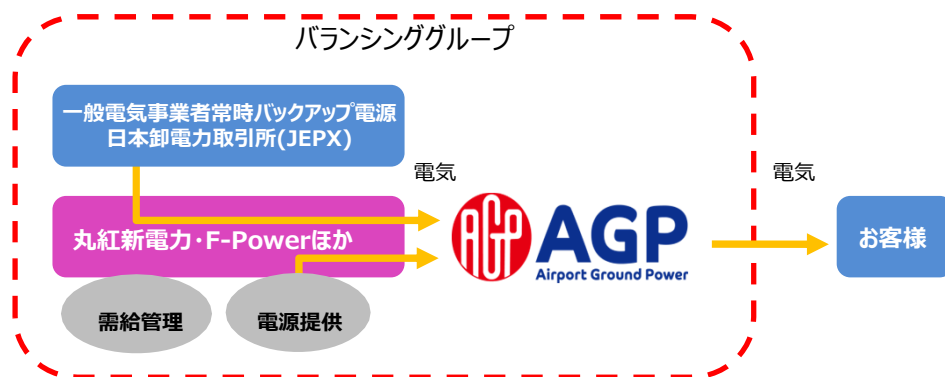 バランシンググループ
一般電気事業者常時バックアップ電源
日本卸電力取引所(JEPX)
電気
電気
丸紅新電力・F-Powerほか
AGP
AGP
Airport Ground Power
お客様
需給管理
電源提供